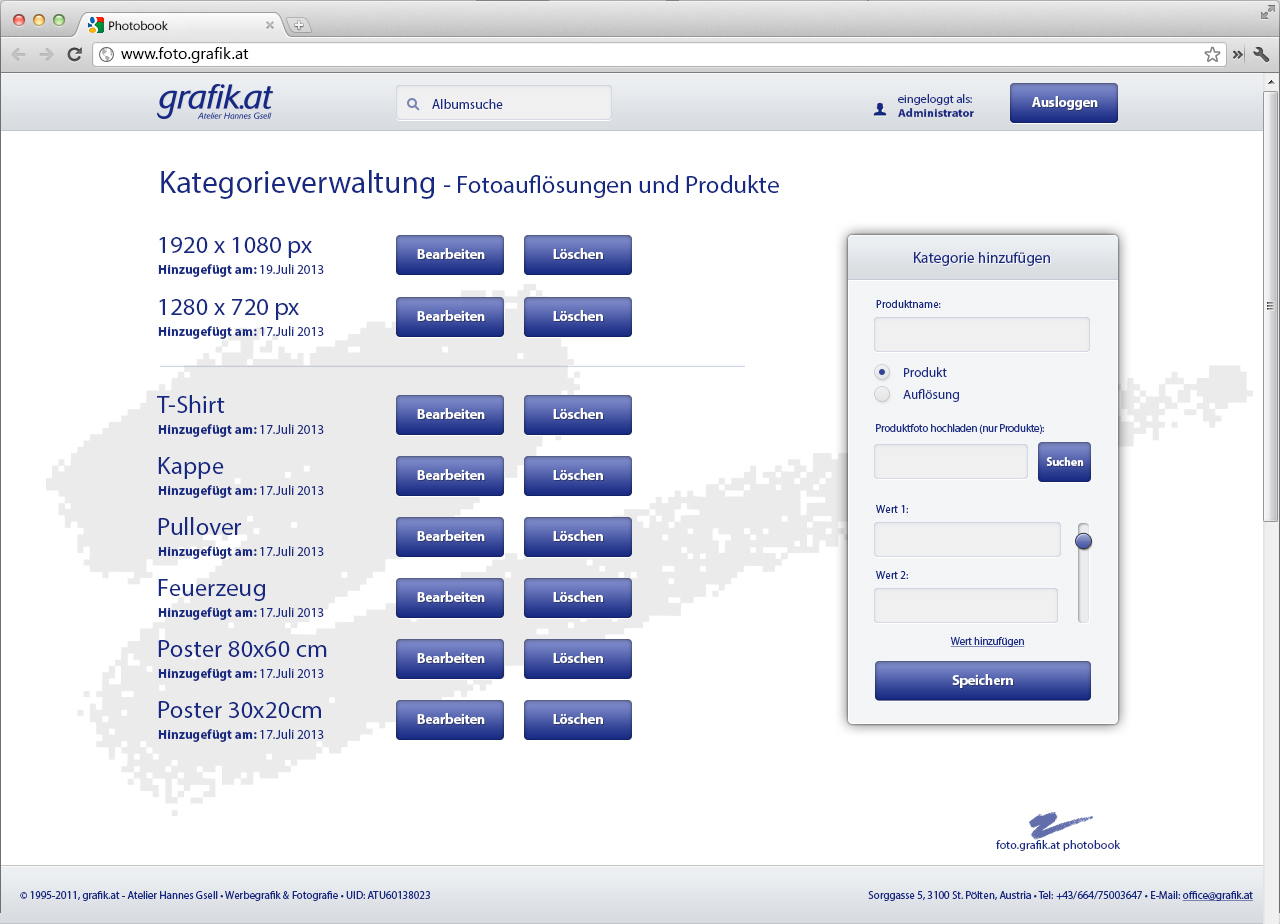 Photobook
www.foto.grafik.at
grafik.at
Atelier Hannes Gsell
Albumsuche
eingeloggt als:
Administrator
Ausloggen
Kategorieverwaltung - Fotoauflösungen und Produkte
1920 x 1080 px
Hinzugefügt am: 19.Juli 2013
Bearbeiten
Löschen
1280 x 720 px
Hinzugefügt am: 17.Juli 2013
Bearbeiten
Löschen
T-Shirt
Hinzugefügt am: 17.Juli 2013
Bearbeiten
Löschen
Kappe
Hinzugefügt am: 17.Juli 2013
Bearbeiten
Löschen
Pullover
Hinzugefügt am: 17.Juli 2013
Bearbeiten
Löschen
Feuerzeug
Hinzugefügt am: 17.Juli 2013
Bearbeiten
Löschen
Poster 80x60 cm
Hinzugefügt am: 17.Juli 2013
Bearbeiten
Löschen
Poster 30x20cm
Hinzugefügt am: 17.Juli 2013
Bearbeiten
Löschen
Kategorie hinzufügen
Produktname:
Produkt
Auflösung
Produktfoto hochladen (nur Produkte):
Suchen
Wert 1:
Wert 2:
Wert hinzufügen
Speichern
foto.grafik.at photobook
© 1995-2011, grafik.at - Atelier Hannes Gsell • Werbegrafik & Fotografie • UID: ATU60138023
Sorggasse 5, 3100 St. Pölten, Austria • Tel: +43/664/75003647 • E-Mail: office@grafik.at